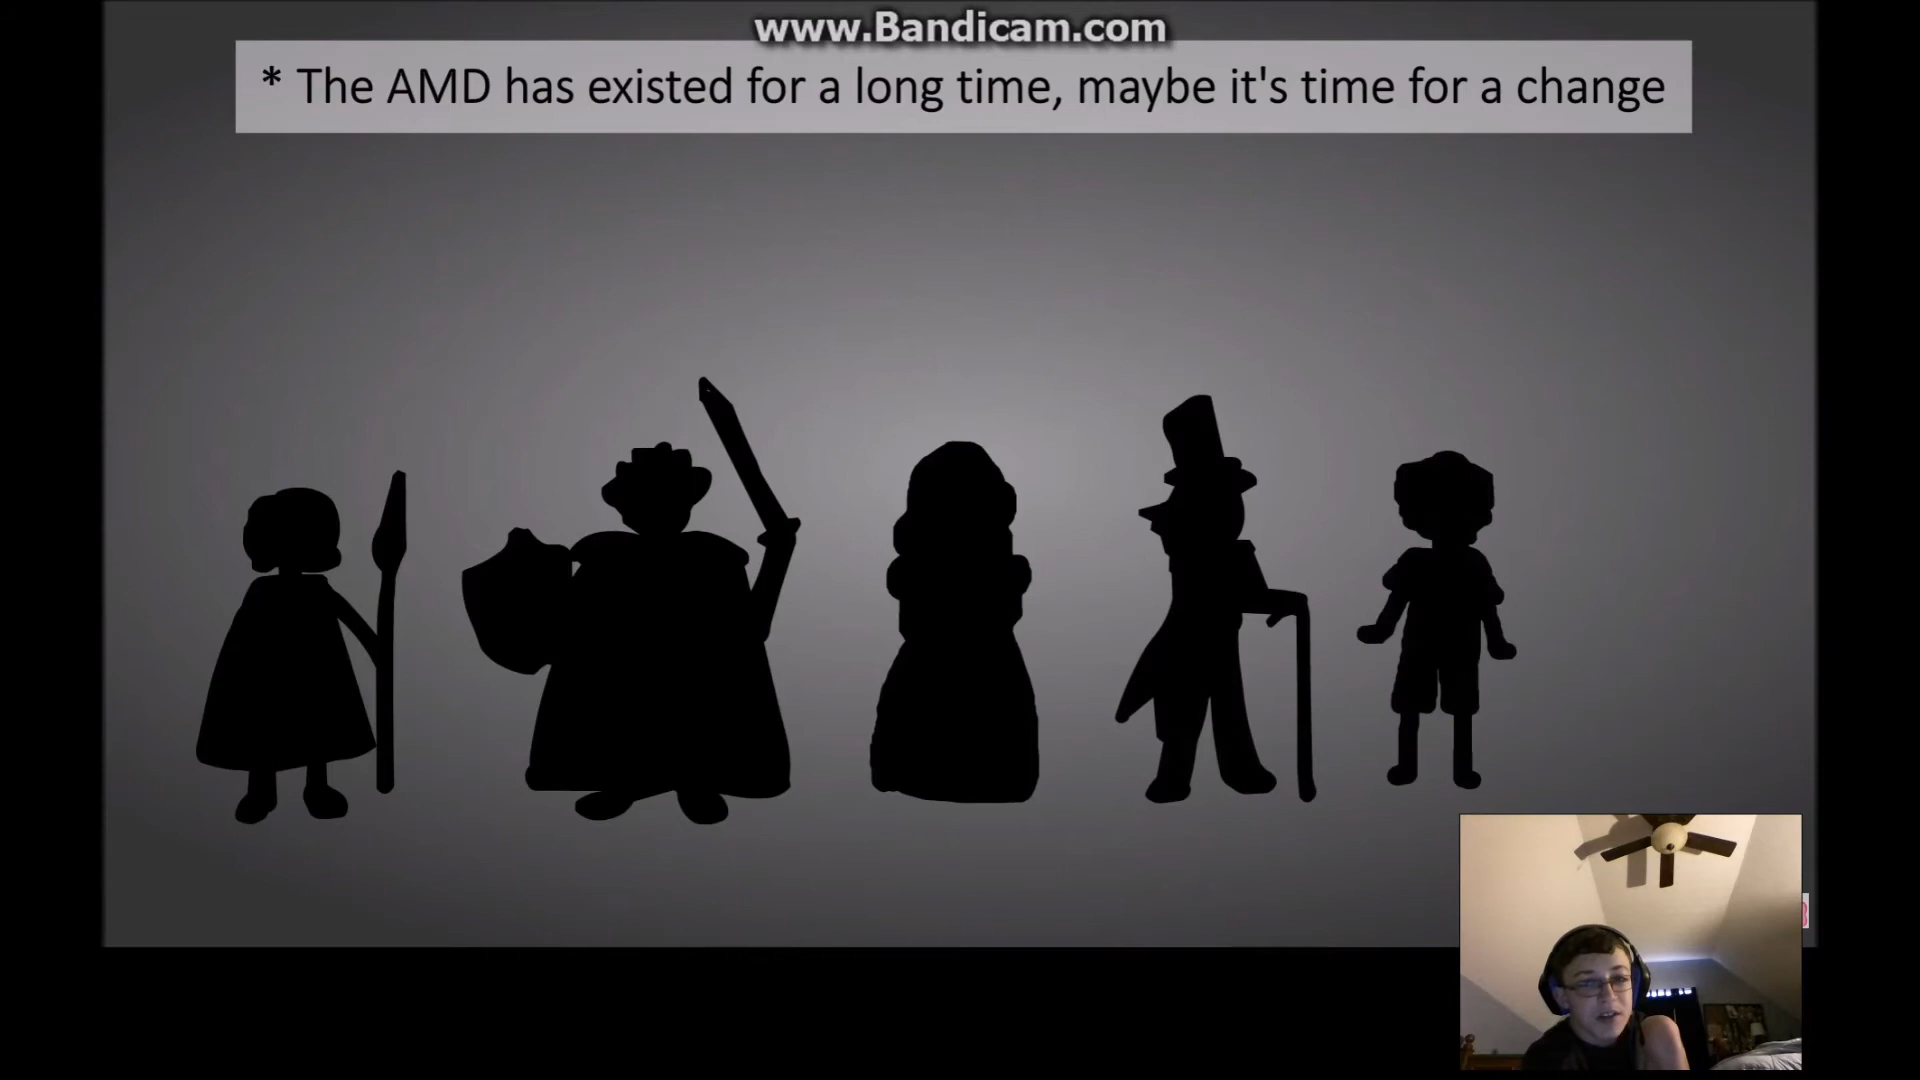 www.Bandicam.com
* The AMD has existed for a long time, maybe it's time for a change